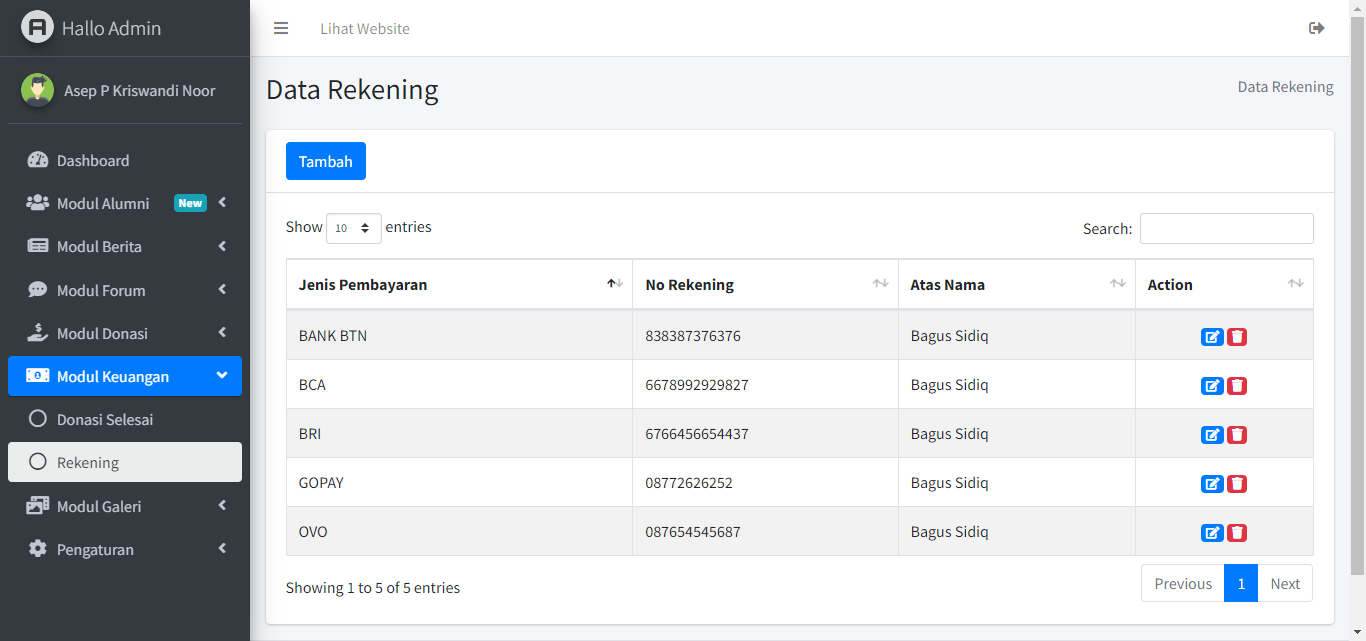 Hallo Admin
Lihat Website
Asep P Kriswandi Noor
Dashboard
Modul Alumni New
Modul Berita
Modul Forum
Modul Donasi
Modul Keuangan
Donasi Selesai
Rekening
Modul Galeri
Pengaturan
Data Rekening
Data Rekening
Tambah
Show 10 entries
Search:
Jenis Pembayaran No Rekening Atas Nama Action
BANK BTN 838387376376 Bagus Sidiq
BCA 6678992929827 Bagus Sidiq
BRI 6766456654437 Bagus Sidiq
GOPAY 08772626252 Bagus Sidiq
OVO 087654545687 Bagus Sidiq
Showing 1 to 5 of 5 entries
Previous 1 Next